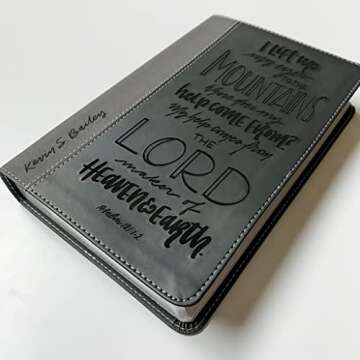 I lift up
my eyes
to the
MOUNTAINS
Where does my
help come from?
My help comes from
THE
LORD
maker of
HEAVEN & EARTH.
Psalm 121:1-2
Kerry S. Bailey